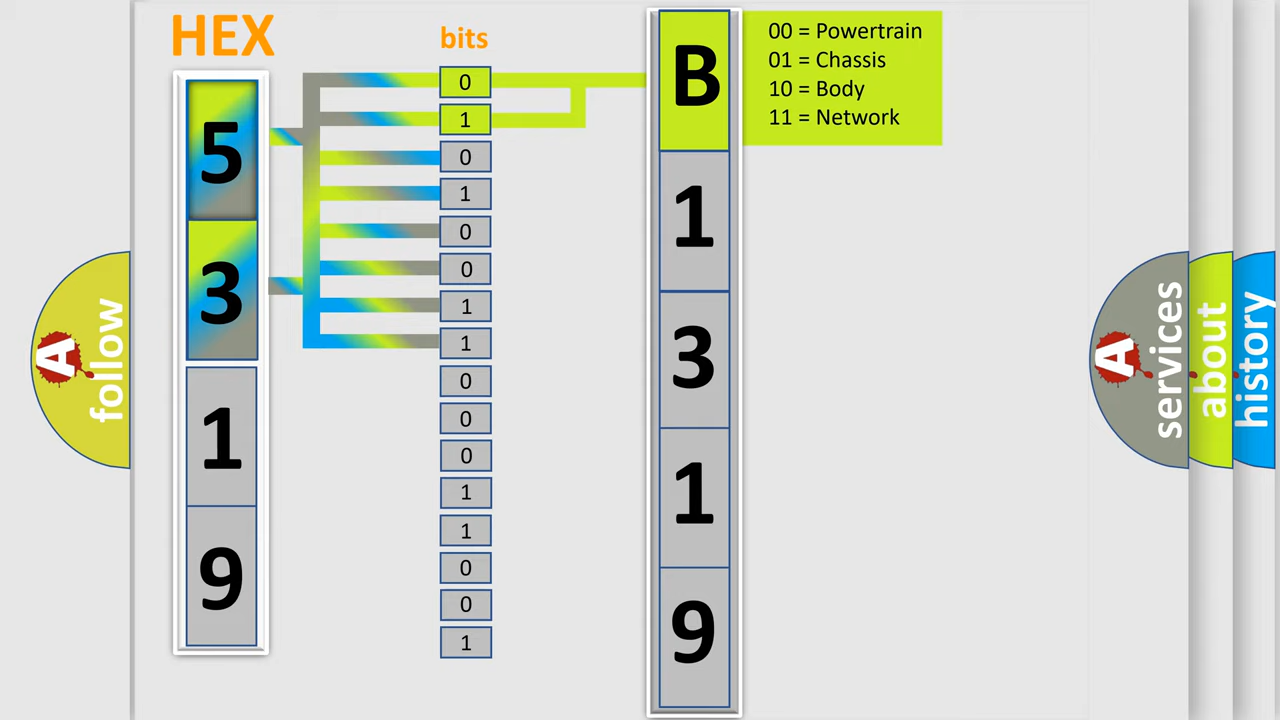 HEX
bits
5
3
1
9
0
1
0
1
0
0
1
1
0
0
0
1
1
0
0
1
B
1
3
1
9
00 = Powertrain
01 = Chassis
10 = Body
11 = Network
A
follow
A
services
about
history